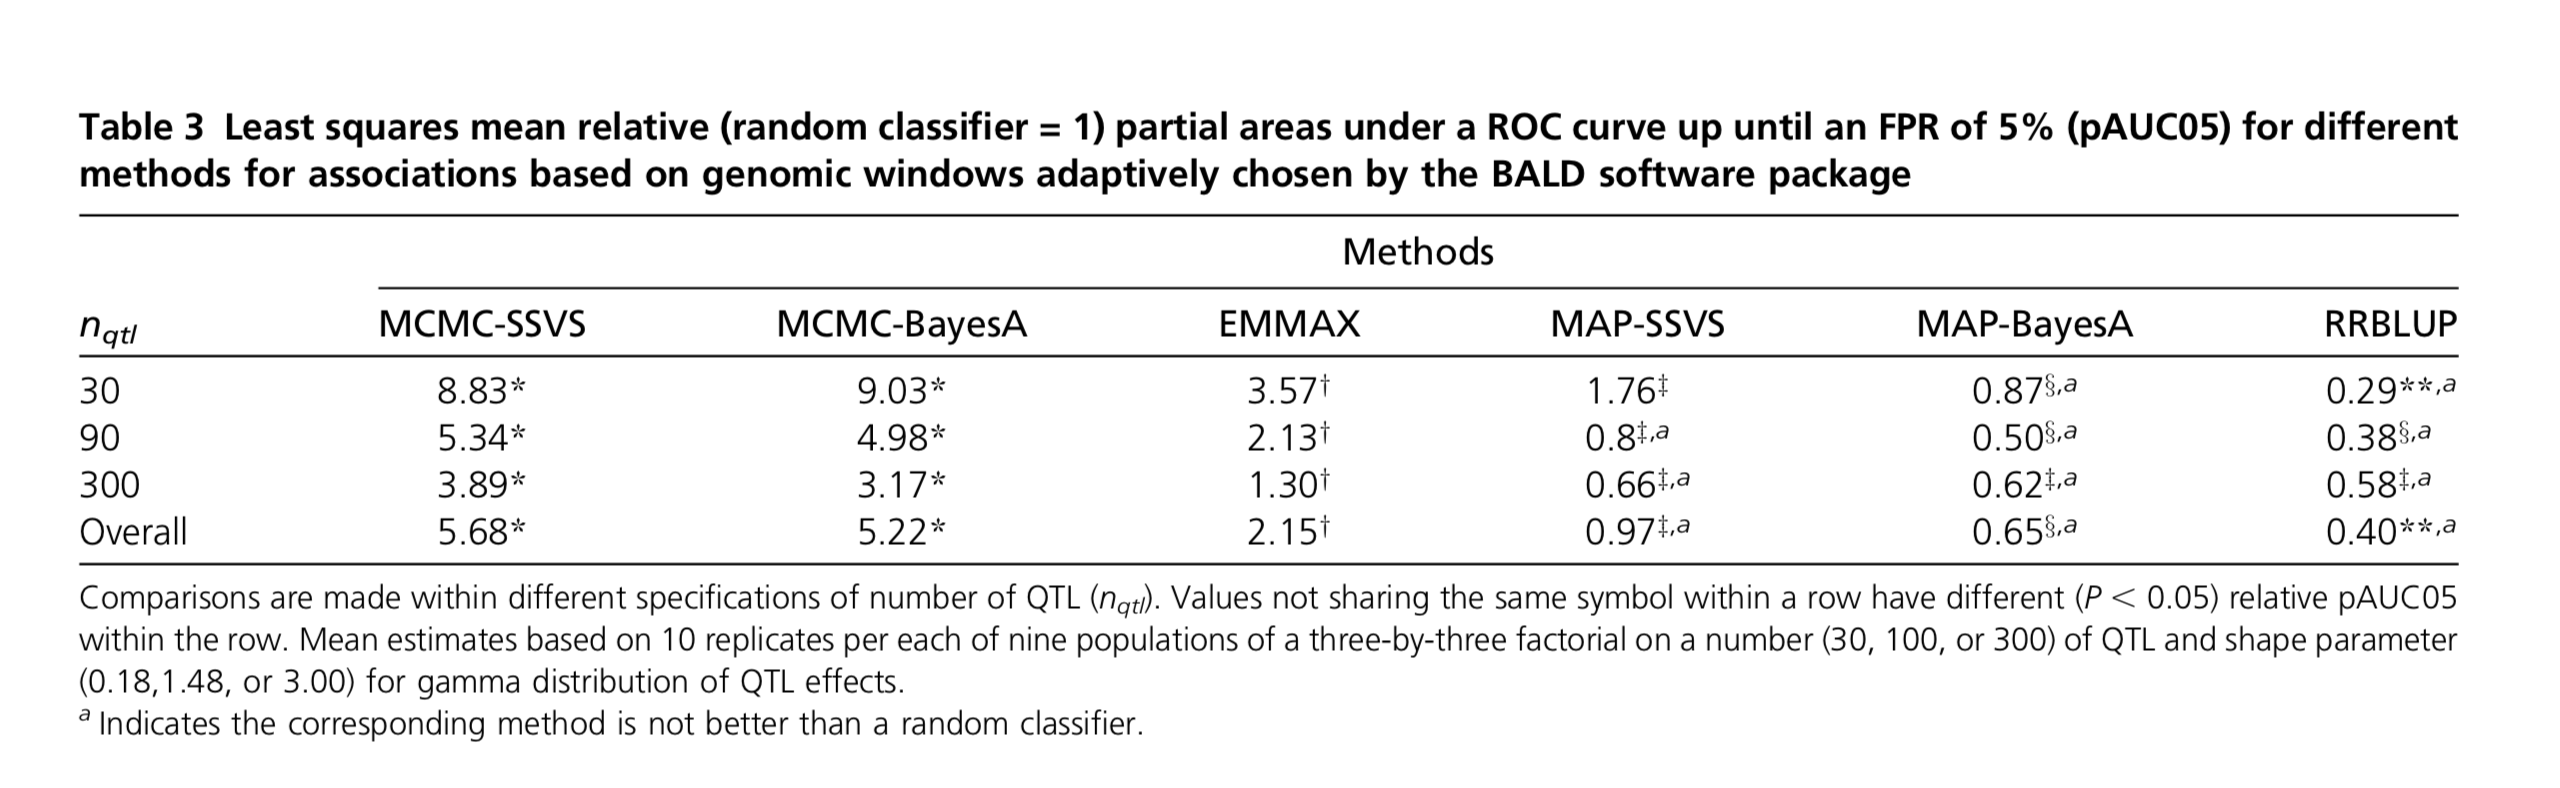 Table 3 Least squares mean relative (random classifier = 1) partial areas under a ROC curve up until an FPR of 5% (pAUC05) for different
methods for associations based on genomic windows adaptively chosen by the BALD software package
Methods
nqtl MCMC-SSVS MCMC-BayesA EMMAX MAP-SSVS MAP-BayesA RRBLUP
30 8.83* 9.03* 3.57† 1.76‡ 0.87§,a 0.29**,a
90 5.34* 4.98* 2.13† 0.8‡,a 0.50§,a 0.38§,a
300 3.89* 3.17* 1.30† 0.66‡,a 0.62‡,a 0.58‡,a
Overall 5.68* 5.22* 2.15† 0.97‡,a 0.65§,a 0.40**,a
Comparisons are made within different specifications of number of QTL (nqtl). Values not sharing the same symbol within a row have different (P < 0.05) relative pAUC05
within the row. Mean estimates based on 10 replicates per each of nine populations of a three-by-three factorial on a number (30, 100, or 300) of QTL and shape parameter
(0.18,1.48, or 3.00) for gamma distribution of QTL effects.
a Indicates the corresponding method is not better than a random classifier.